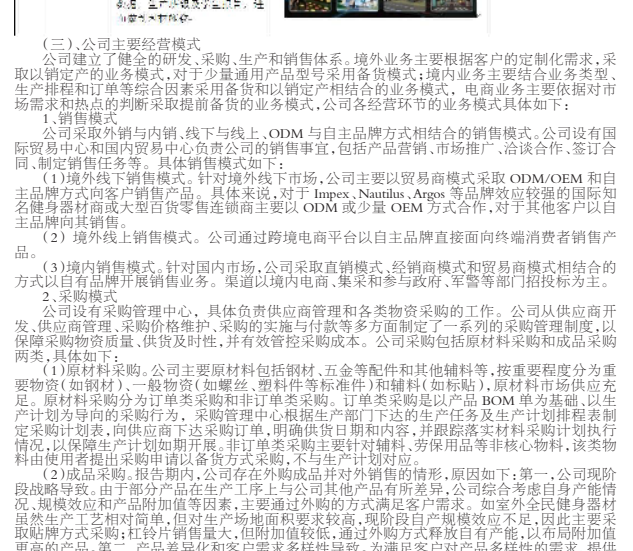 (三)、公司主要经营模式
公司建立了健全的研发、采购、生产和销售体系。境外业务主要根据客户的定制化需求,采
取以销定产的业务模式,对于少量通用产品型号采用备货模式;境内业务主要结合业务类型、
生产排程和订单等综合因素采用备货和以销定产相结合的业务模式，电商业务主要依据对市
场需求和热点的判断采取提前备货的业务模式,公司各经营环节的业务模式具体如下:
1、销售模式
公司采取外销与内销、线下与线上、ODM 与自主品牌方式相结合的销售模式。公司设有国
际贸易中心和国内贸易中心负责公司的销售事宜,包括产品营销、市场推广、洽谈合作、签订合
同、制定销售任务等。具体销售模式如下:
(1)境外线下销售模式。针对境外线下市场,公司主要以贸易商模式采取 ODM/OEM 和自
主品牌方式向客户销售产品。具体来说,对于 Impex、Nautilus、Argos 等品牌效应较强的国际知
名健身器材商或大型百货零售连锁商主要以 ODM 或少量 OEM 方式合作,对于其他客户以自
主品牌向其销售。
(2) 境外线上销售模式。公司通过跨境电商平台以自主品牌直接面向终端消费者销售产
品。
(3)境内销售模式。针对国内市场,公司采取直销模式、经销商模式和贸易商模式相结合的
方式以自有品牌开展销售业务。渠道以境内电商、集采和参与政府、军警等部门招投标为主。
2、采购模式
公司设有采购管理中心，具体负责供应商管理和各类物资采购的工作。公司从供应商开
发、供应商管理、采购价格维护、采购的实施与付款等多方面制定了一系列的采购管理制度,以
保障采购物资质量、供货及时性,并有效管控采购成本。公司采购包括原材料采购和成品采购
两类,具体如下:
(1)原材料采购。公司主要原材料包括钢材、五金等配件和其他辅料等,按重要程度分为重
要物资(如钢材)、一般物资(如螺丝、塑料件等标准件)和辅料(如标贴),原材料市场供应充
足。原材料采购分为订单类采购和非订单类采购。订单类采购是以产品 BOM 单为基础、以生
产计划为导向的采购行为，采购管理中心根据生产部门下达的生产任务及生产计划排程表制
定采购计划表,向供应商下达采购订单,明确供货日期和内容,并跟踪落实材料采购计划执行
情况,以保障生产计划如期开展。非订单类采购主要针对辅料、劳保用品等非核心物料,该类物
料由使用者提出采购申请以备货方式采购,不与生产计划对应。
(2)成品采购。报告期内,公司存在外购成品并对外销售的情形,原因如下:第一,公司现阶
段战略导致。由于部分产品在生产工序上与公司其他产品有所差异,公司综合考虑自身产能情
况、规模效应和产品附加值等因素,主要通过外购的方式满足客户需求。如室外全民健身器材
虽然生产工艺相对简单,但对生产场地面积要求较高,现阶段自产规模效应不足,因此主要采
取贴牌方式采购;杠铃片销售量大,但附加值较低,通过外购方式释放自有产能,以布局附加值
更高的产品。第二,产品差异化和客户需求多样性导致。为满足客户对产品多样性的需求,提供